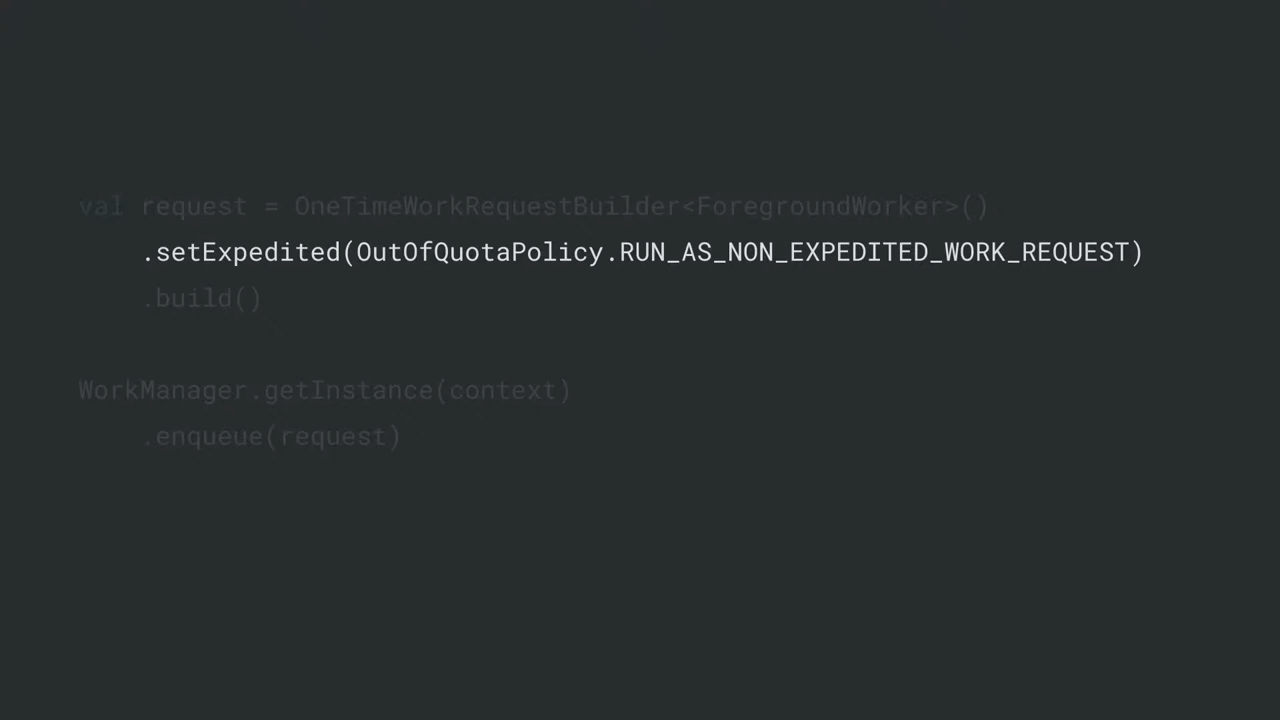 val request = OneTimeWorkRequestBuilder<ForegroundWorker>()
.setExpedited(OutOfQuotaPolicy.RUN_AS_NON_EXPEDITED_WORK_REQUEST)
.build()
WorkManager.getInstance(context)
.enqueue(request)